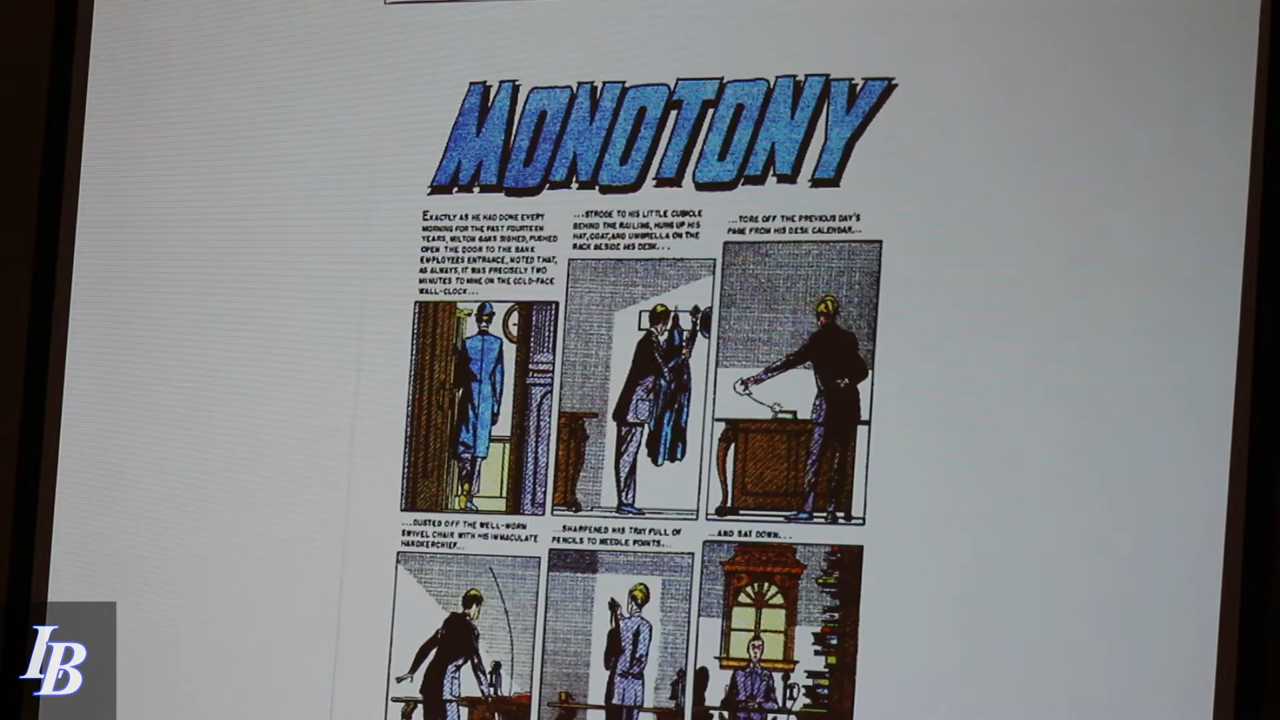 MONOTONY
EXACTLY AS HE HAD DONE EVERY
MORNING FOR THE PAST FOURTEEN
YEARS, MILTON GANS SIGHED, PUSHED
OPEN THE DOOR TO THE BANK
EMPLOYEES ENTRANCE, NOTED THAT,
AS ALWAYS, IT WAS PRECISELY TWO
MINUTES TO NINE ON THE COLD-FACE
WALL-CLOCK...
...STRODE TO HIS LITTLE CUBICLE
BEHIND THE RAILING, HUNG UP HIS
HAT, COAT, AND UMBRELLA ON THE
RACK BESIDE HIS DESK...
...TORE OFF THE PREVIOUS DAY'S
PAGE FROM HIS DESK CALENDAR...
...DUSTED OFF THE WELL-WORN
SWIVEL CHAIR WITH HIS IMMACULATE
HANDKERCHIEF...
...SHARPENED HIS TRAY FULL OF
PENCILS TO NEEDLE POINTS...
...AND SAT DOWN...
IB